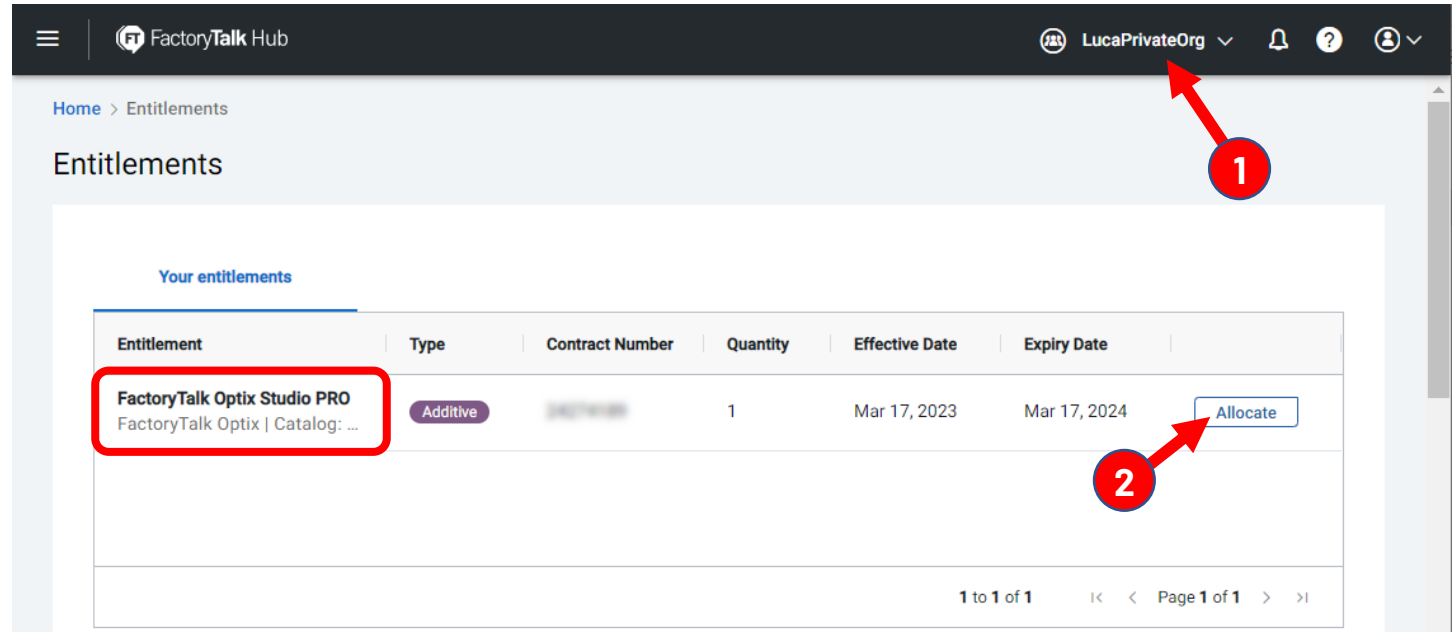 FactoryTalk Hub
LucaPrivateOrg
Home > Entitlements
Entitlements
1
Your entitlements
Entitlement Type Contract Number Quantity Effective Date Expiry Date
FactoryTalk Optix Studio PRO
FactoryTalk Optix | Catalog: ...
Additive 1 Mar 17, 2023 Mar 17, 2024 Allocate
2
1 to 1 of 1 Page 1 of 1